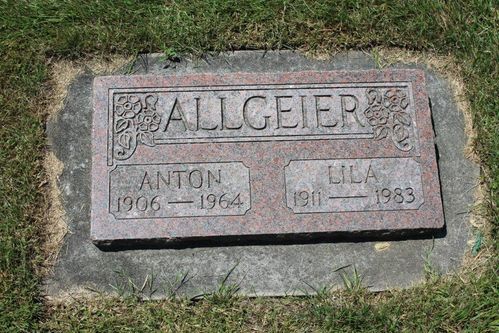 ALLGEIER
ANTON
1906 — 1964
LILA
1911 — 1983